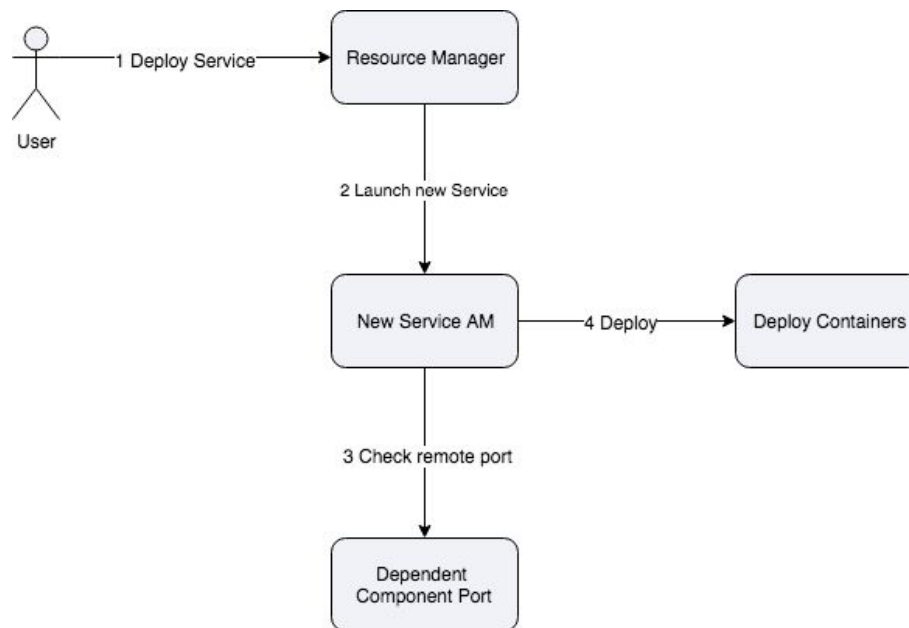 1 Deploy Service
Resource Manager
User
2 Launch new Service
New Service AM
4 Deploy
Deploy Containers
3 Check remote port
Dependent
Component Port